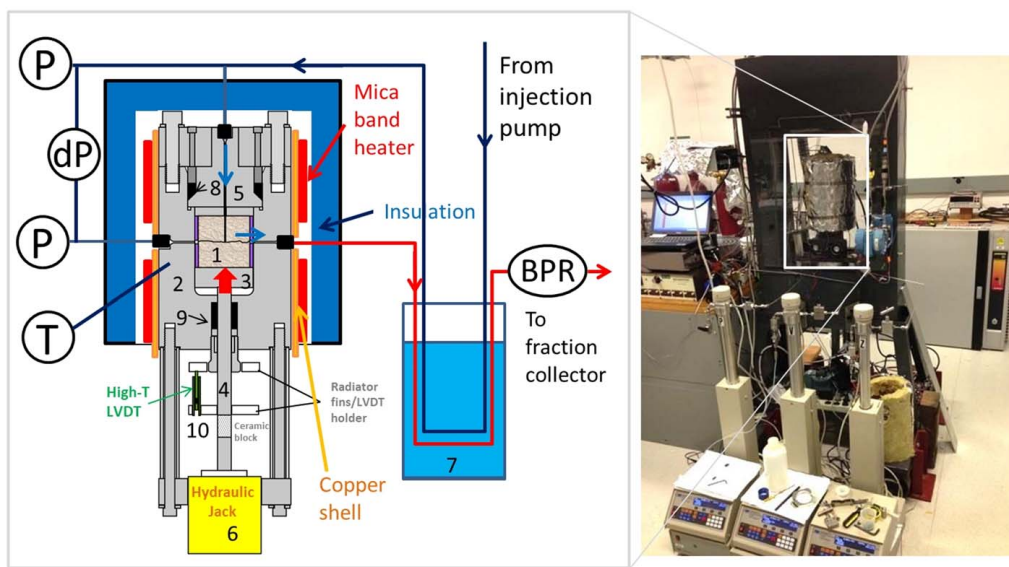 P
dP
P
T
From
injection
pump
Mica
band
heater
Insulation
8
5
1
2
3
9
4
10
High-T
LVDT
Radiator
fins/LVDT
holder
Ceramic
block
Hydraulic
Jack
6
Copper
shell
7
BPR
To
fraction
collector
2